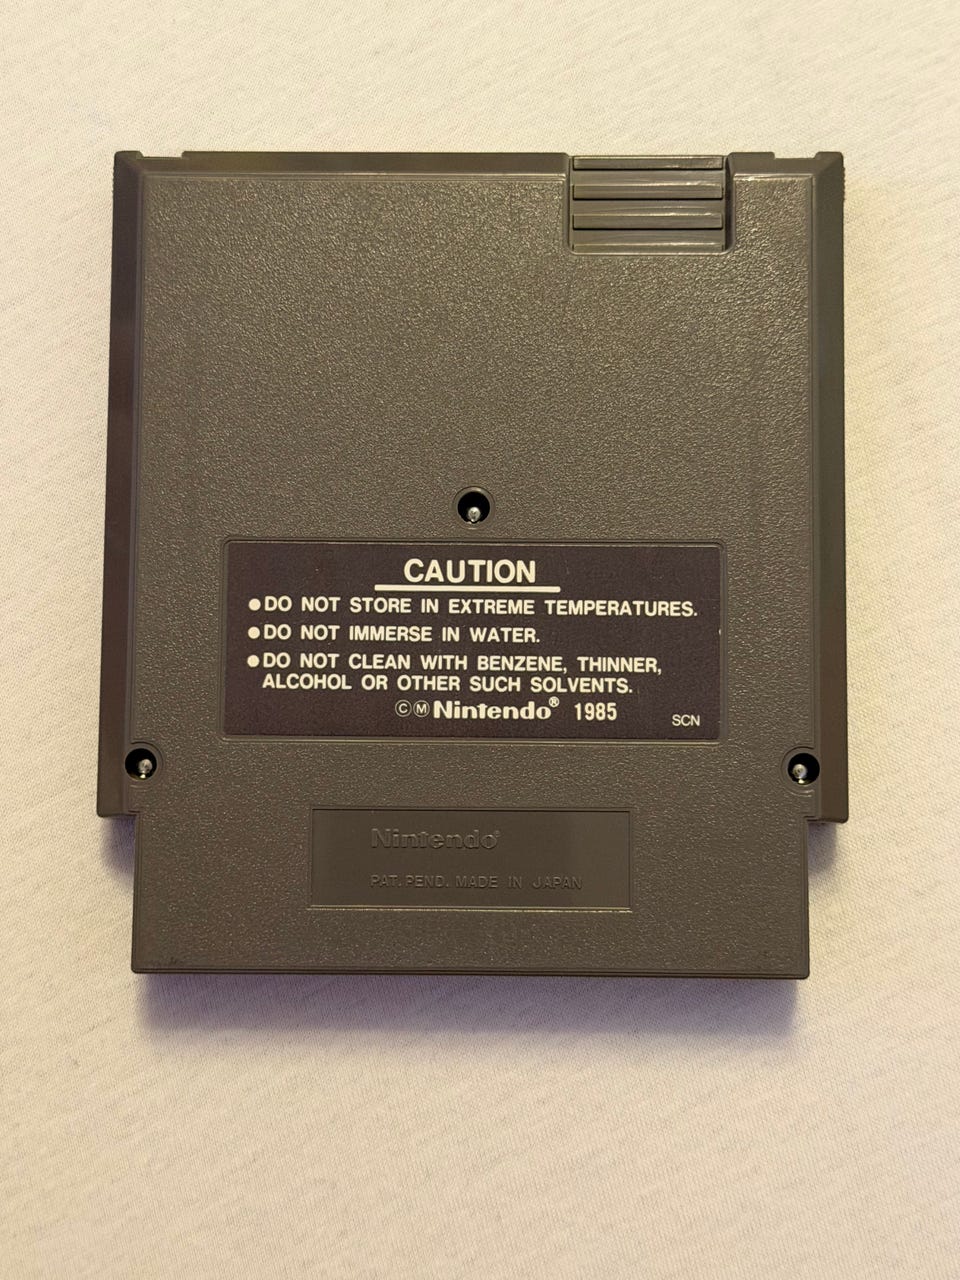 CAUTION
●DO NOT STORE IN EXTREME TEMPERATURES.
●DO NOT IMMERSE IN WATER.
●DO NOT CLEAN WITH BENZENE, THINNER,
ALCOHOL OR OTHER SUCH SOLVENTS.
ⒸⓂNintendo® 1985
SCN
Nintendo®
PAT. PEND. MADE IN JAPAN